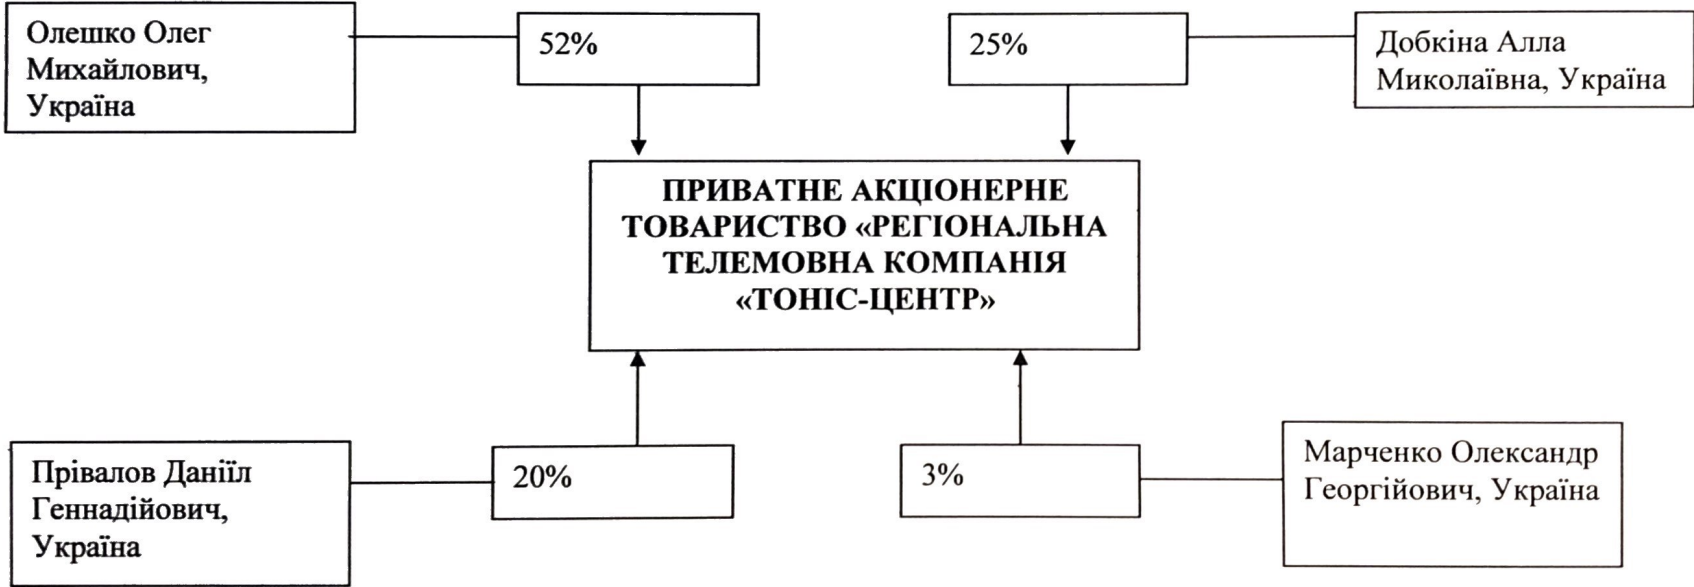 Олешко Олег
Михайлович,
Україна
52%
25%
Добкіна Алла
Миколаївна, Україна
ПРИВАТНЕ АКЦІОНЕРНЕ
ТОВАРИСТВО «РЕГІОНАЛЬНА
ТЕЛЕМОВНА КОМПАНІЯ
«ТОНІС-ЦЕНТР»
Прівалов Даніїл
Геннадійович,
Україна
20%
3%
Марченко Олександр
Георгійович, Україна